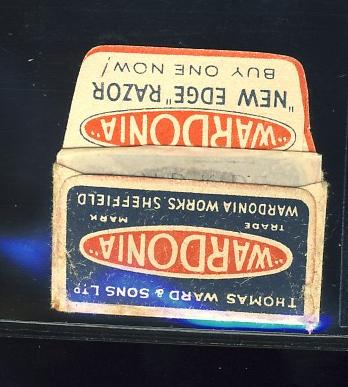 THOMAS WARD & SONS LTD
"WARDONIA"
TRADE MARK
WARDONIA WORKS, SHEFFIELD
"WARDONIA"
"NEW EDGE" RAZOR
BUY ONE NOW!